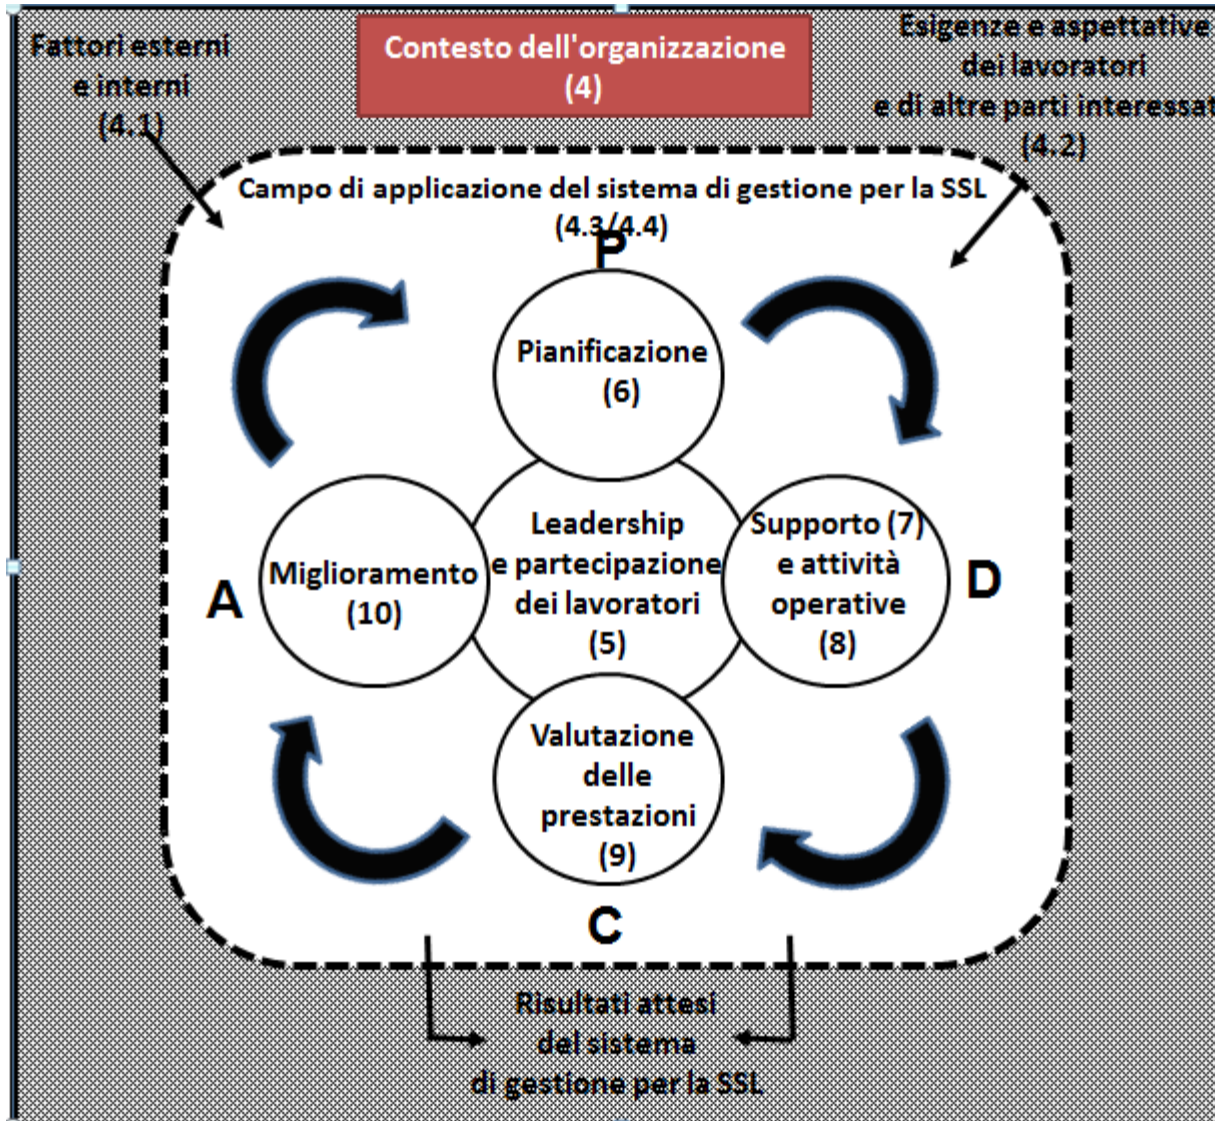 Fattori esterni
e interni
(4.1)
Contesto dell'organizzazione
(4)
Esigenze e aspettative
dei lavoratori
e di altre parti interessat
(4.2)
Campo di applicazione del sistema di gestione per la SSL
(4.3/4.4)
P
Pianificazione
(6)
A
Miglioramento
(10)
Leadership
e partecipazione
dei lavoratori
(5)
Supporto (7)
e attività
operative
(8)
D
Valutazione
delle
prestazioni
(9)
C
Risultati attesi
del sistema
di gestione per la SSL